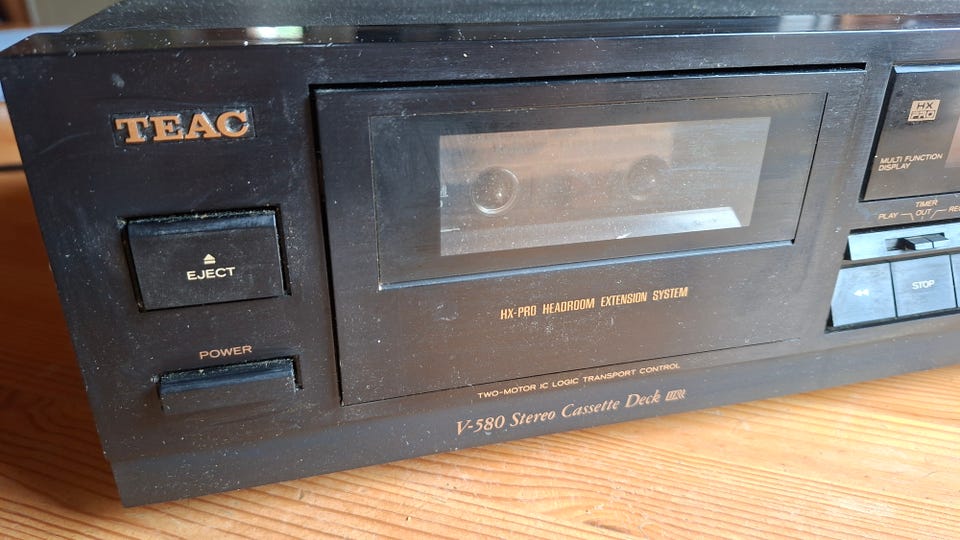 TEAC
EJECT
POWER
HX-PRO HEADROOM EXTENSION SYSTEM
TWO-MOTOR IC LOGIC TRANSPORT CONTROL
V-580 Stereo Cassette Deck
HX
PRO
MULTI FUNCTION
DISPLAY
TIMER
PLAY OUT REC
STOP